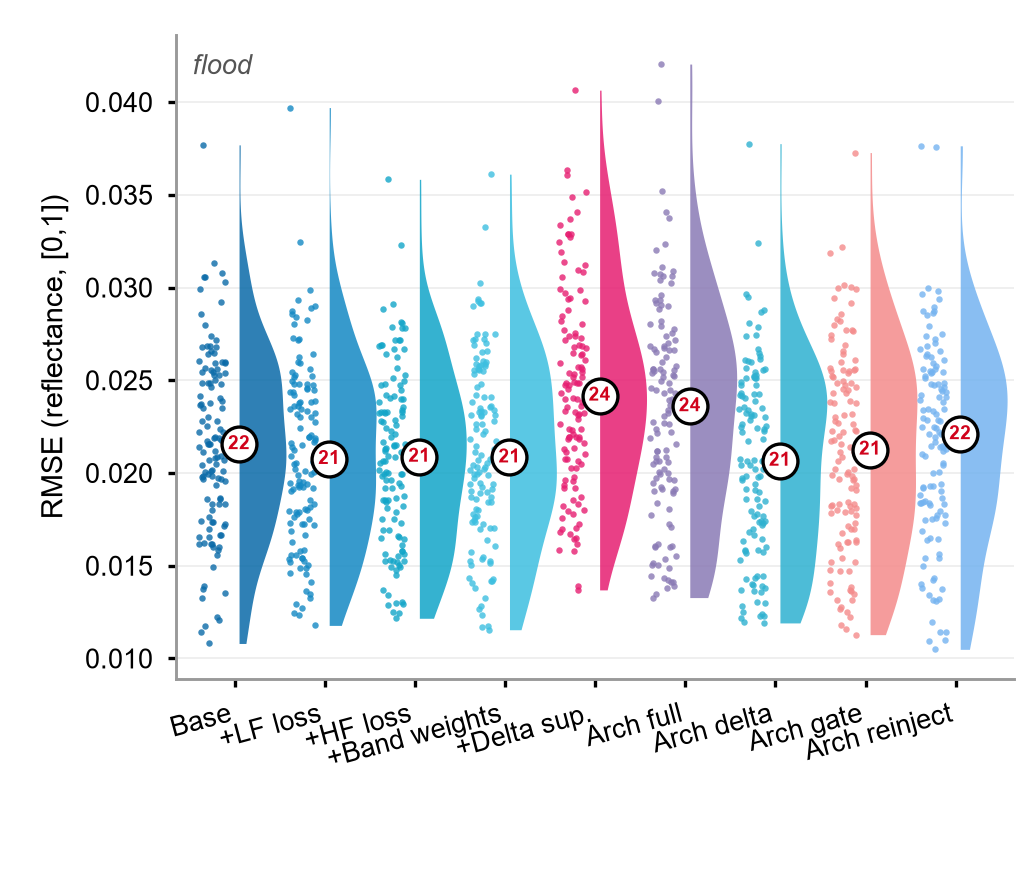 flood
0.040
0.035
0.030
0.025
0.020
0.015
0.010
RMSE (reflectance, [0,1])
22
21
21
21
24
24
21
21
22
Base
+LF loss
+HF loss
+Band weights
+Delta sup.
Arch full
Arch delta
Arch gate
Arch reinject